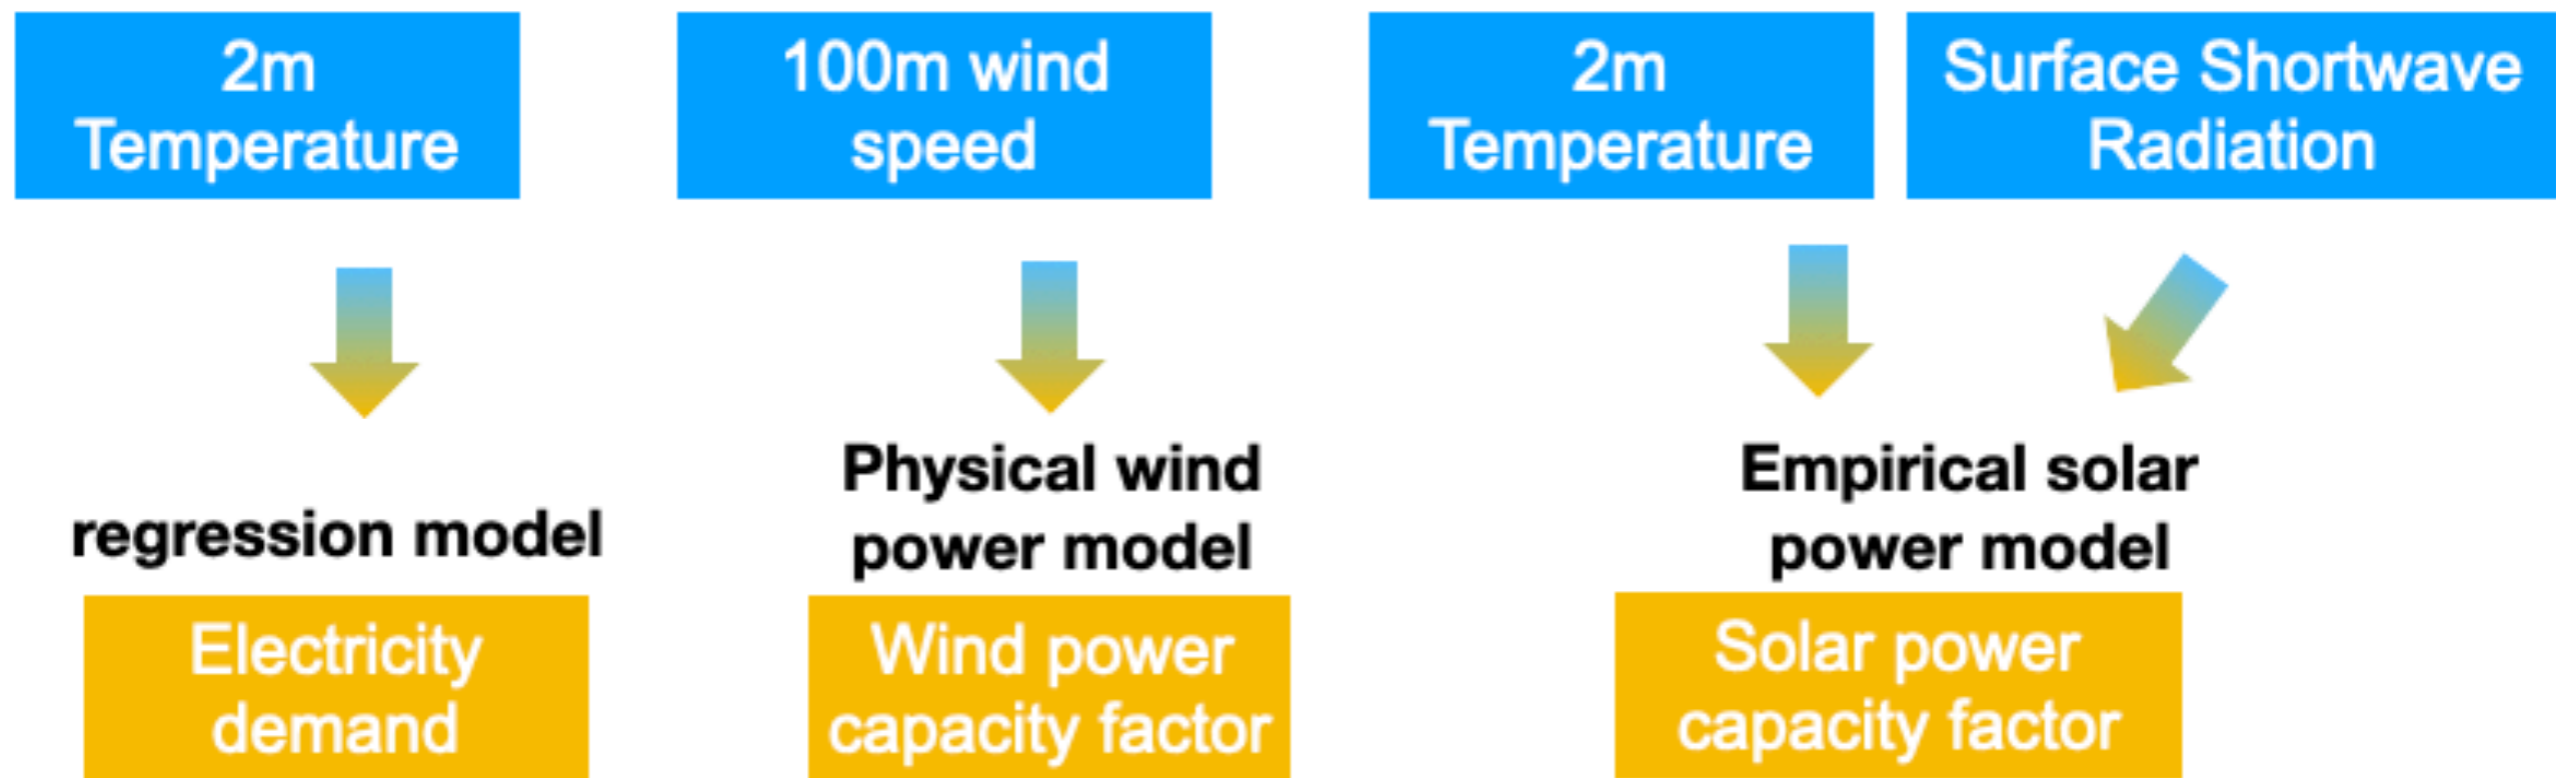 2m
Temperature
100m wind
speed
2m
Temperature
Surface Shortwave
Radiation
regression model
Physical wind
power model
Empirical solar
power model
Electricity
demand
Wind power
capacity factor
Solar power
capacity factor